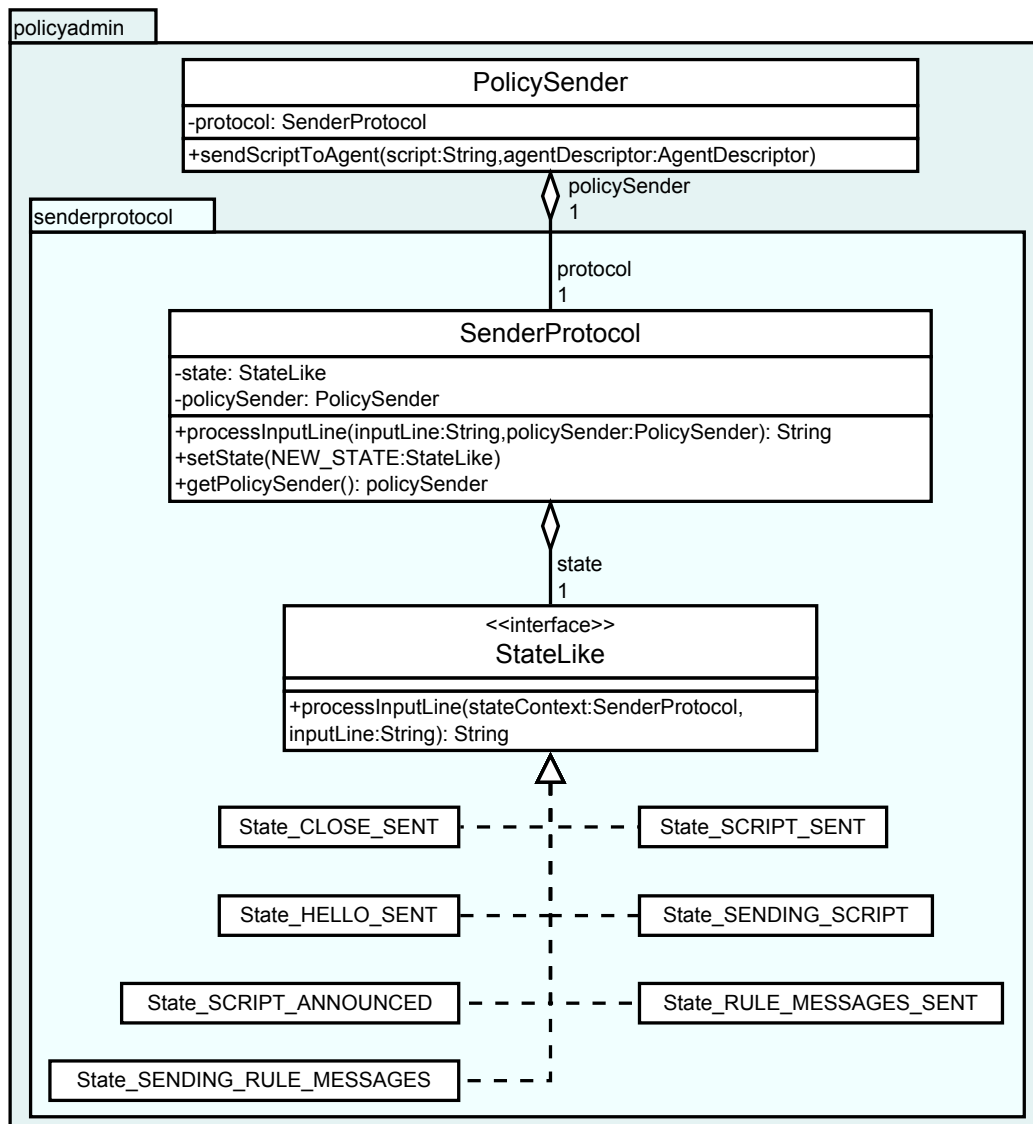 policyadmin
PolicySender
-protocol: SenderProtocol
+sendScriptToAgent(script:String,agentDescriptor:AgentDescriptor)
policySender
1
senderprotocol
protocol
1
SenderProtocol
-state: StateLike
-policySender: PolicySender
+processInputLine(inputLine:String,policySender:PolicySender): String
+setState(NEW_STATE:StateLike)
+getPolicySender(): policySender
state
1
<<interface>>
StateLike
+processInputLine(stateContext:SenderProtocol,
inputLine:String): String
State_CLOSE_SENT
State_SCRIPT_SENT
State_HELLO_SENT
State_SENDING_SCRIPT
State_SCRIPT_ANNOUNCED
State_RULE_MESSAGES_SENT
State_SENDING_RULE_MESSAGES